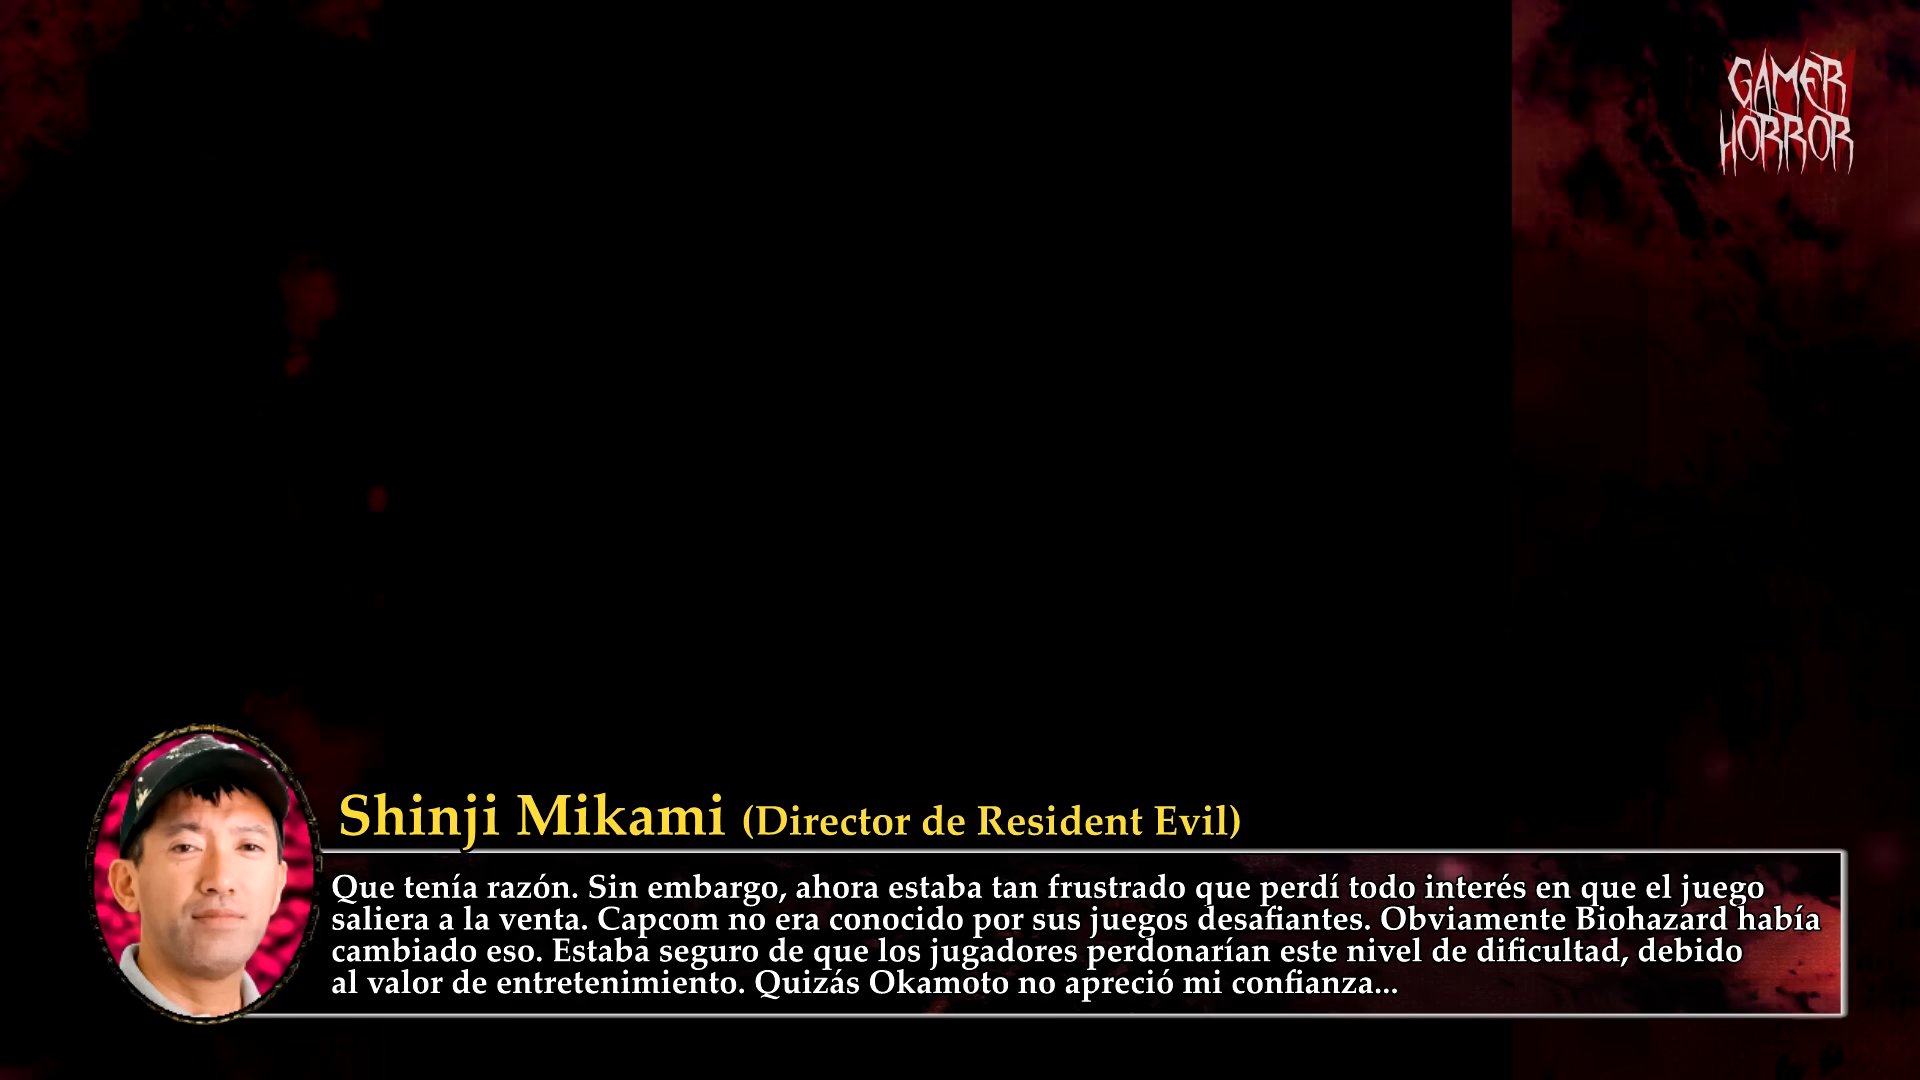 GAMER
HORROR
Shinji Mikami (Director de Resident Evil)
Que tenía razón. Sin embargo, ahora estaba tan frustrado que perdí todo interés en que el juego
saliera a la venta. Capcom no era conocido por sus juegos desafiantes. Obviamente Biohazard había
cambiado eso. Estaba seguro de que los jugadores perdonarían este nivel de dificultad, debido
al valor de entretenimiento. Quizás Okamoto no apreció mi confianza...